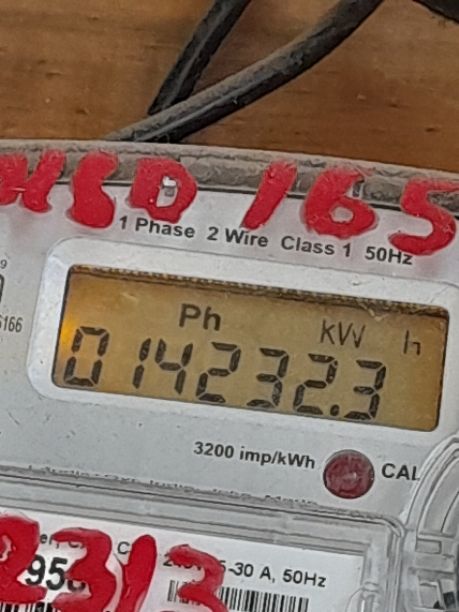 MSD 165
1 Phase 2 Wire Class 1 50Hz
Ph kW h
014232.3
3200 imp/kWh CAL
2313
-30 A, 50Hz